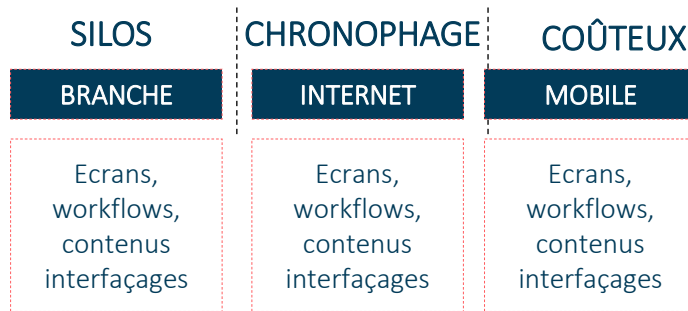 SILOS
CHRONOPHAGE
COÛTEUX
BRANCHE
INTERNET
MOBILE
Ecrans,
workflows,
contenus
interfaçages
Ecrans,
workflows,
contenus
interfaçages
Ecrans,
workflows,
contenus
interfaçages